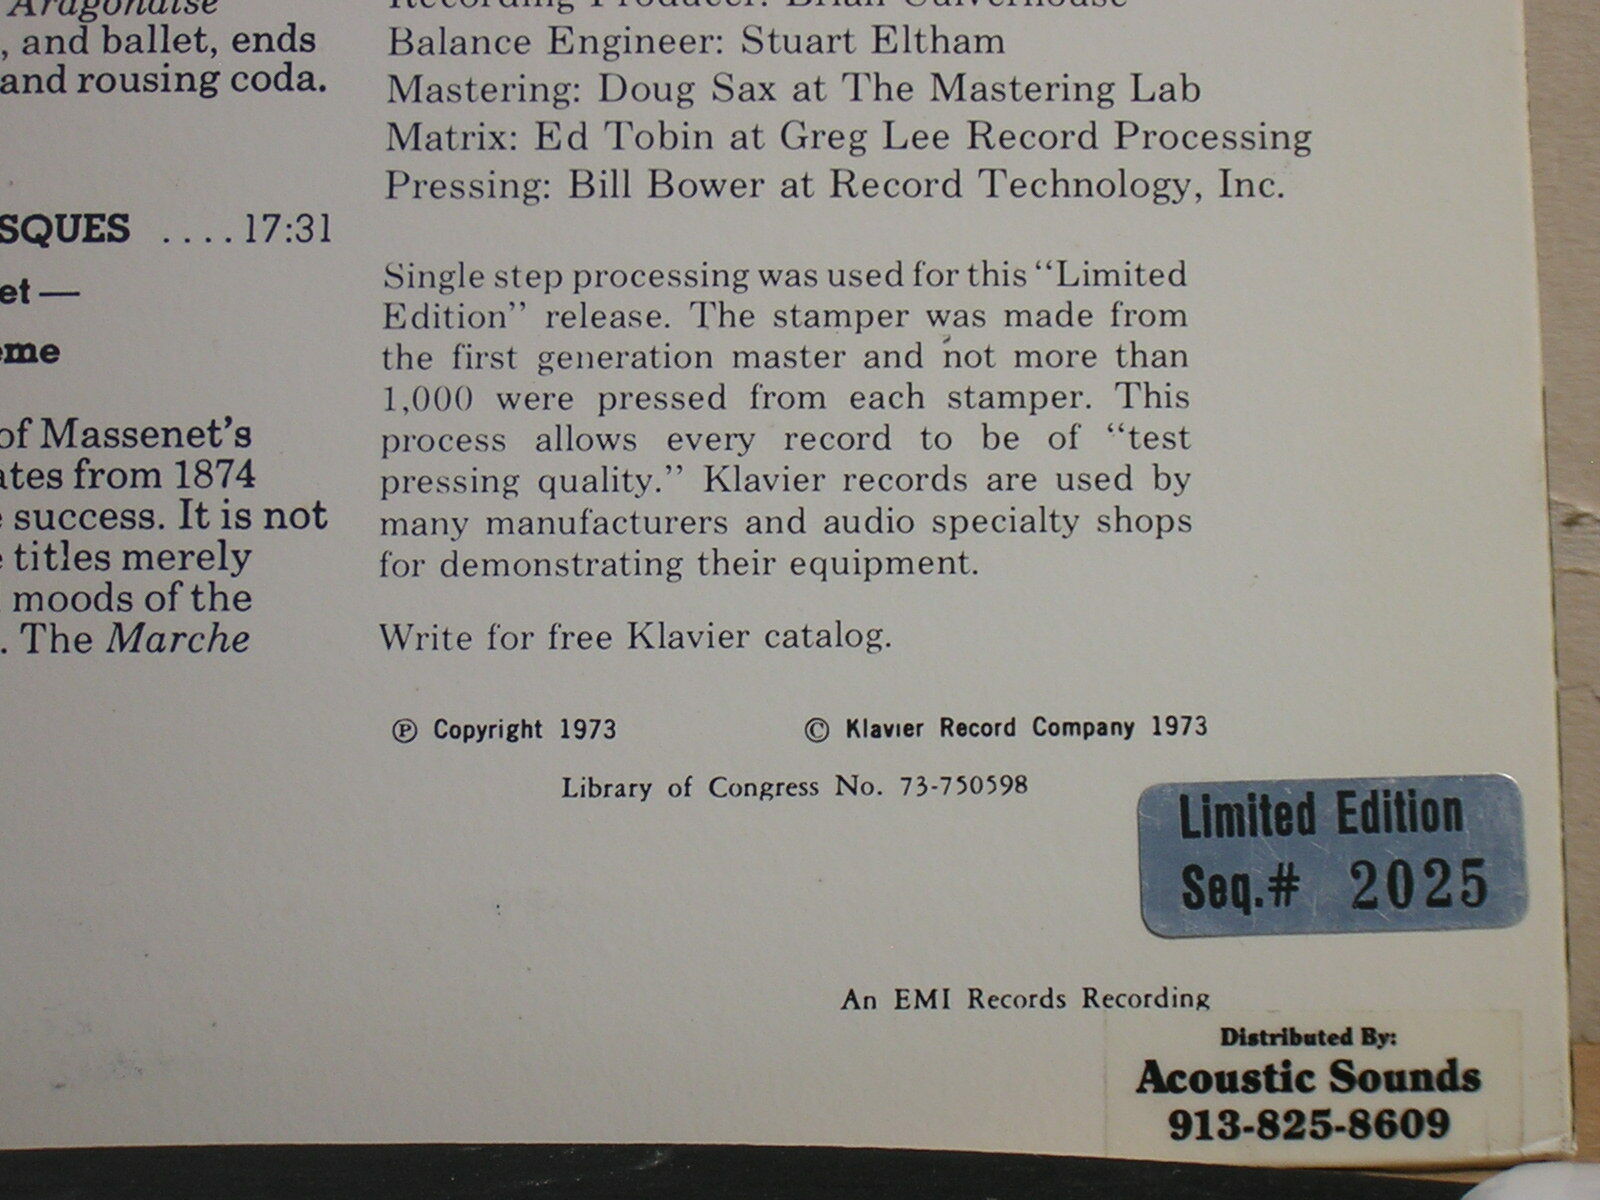 Aragonaise
, and ballet, ends
and rousing coda.
SQUES ....17:31
et —
eme
of Massenet's
ates from 1874
e success. It is not
e titles merely
moods of the
. The Marche
Recording Producer: Brian Culverhouse
Balance Engineer: Stuart Eltham
Mastering: Doug Sax at The Mastering Lab
Matrix: Ed Tobin at Greg Lee Record Processing
Pressing: Bill Bower at Record Technology, Inc.
Single step processing was used for this “Limited
Edition” release. The stamper was made from
the first generation master and not more than
1,000 were pressed from each stamper. This
process allows every record to be of “test
pressing quality.” Klavier records are used by
many manufacturers and audio specialty shops
for demonstrating their equipment.
Write for free Klavier catalog.
Ⓟ Copyright 1973 © Klavier Record Company 1973
Library of Congress No. 73-750598
Limited Edition
Seq.# 2025
An EMI Records Recording
Distributed By:
Acoustic Sounds
913-825-8609